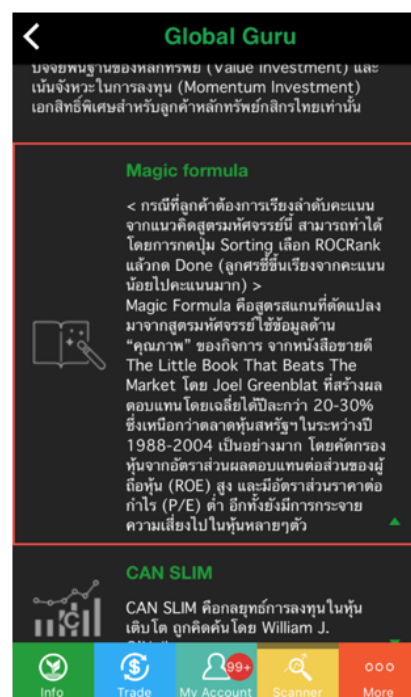 Global Guru
ปัจจัยพื้นฐานของหลักทรัพย์ (Value Investment) และ
เน้นจังหวะในการลงทุน (Momentum Investment)
เอกสิทธิ์พิเศษสำหรับลูกค้าหลักทรัพย์กสิกรไทยเท่านั้น
Magic formula
< กรณีที่ลูกค้าต้องการเรียงลำดับคะแนน
จากแนวคิดสูตรมหัศจรรย์นี้ สามารถทำได้
โดยการกดปุ่ม Sorting เลือก ROCRank
แล้วกด Done (ลูกศรชี้ขึ้นเรียงจากคะแนน
น้อยไปคะแนนมาก) >
Magic Formula คือสูตรสแกนที่ดัดแปลง
มาจากสูตรมหัศจรรย์ใช้ข้อมูลด้าน
“คุณภาพ” ของกิจการ จากหนังสือขายดี
The Little Book That Beats The
Market โดย Joel Greenblat ที่สร้างผล
ตอบแทนโดยเฉลี่ยได้ปีละกว่า 20-30%
ซึ่งเหนือกว่าตลาดหุ้นสหรัฐฯในระหว่างปี
1988-2004 เป็นอย่างมาก โดยคัดกรอง
หุ้นจากอัตราส่วนผลตอบแทนต่อส่วนของผู้
ถือหุ้น (ROE) สูง และมีอัตราส่วนราคาต่อ
กำไร (P/E) ต่ำ อีกทั้งยังมีการกระจาย
ความเสี่ยงไปในหุ้นหลายๆตัว
CAN SLIM
CAN SLIM คือกลยุทธ์การลงทุนในหุ้น
เติบโต ถูกคิดค้นโดย William J.
99+
Info Trade My Account Scanner More